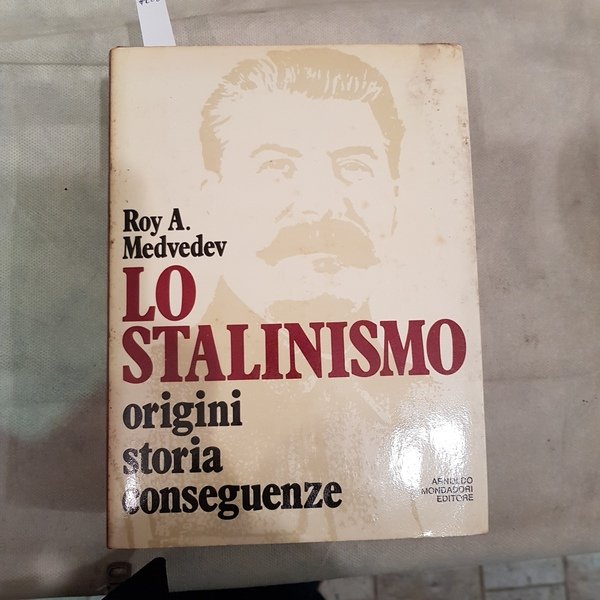 Roy A.
Medvedev
LO
STALINISMO
origini
storia
conseguenze
ARNOLDO
MONDADORI
EDITORE